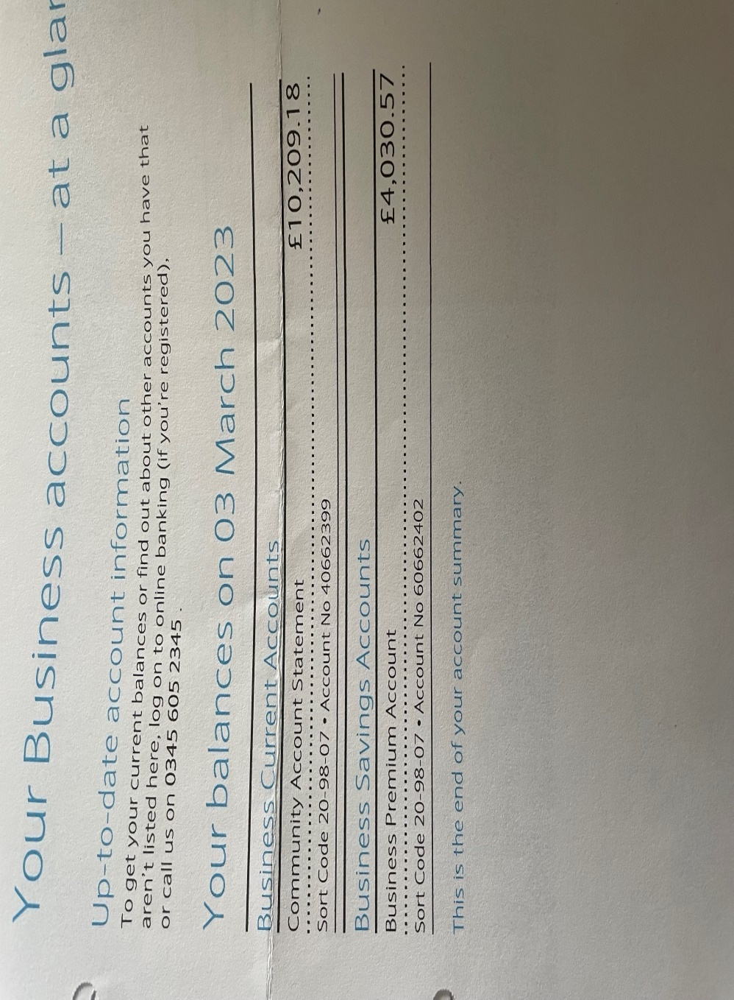 Your Business accounts – at a glan
Up-to-date account information
To get your current balances or find out about other accounts you have that
aren't listed here, log on to online banking (if you're registered),
or call us on 0345 605 2345 .
Your balances on 03 March 2023
Business Current Accounts
Community Account Statement £10,209.18
Sort Code 20-98-07 • Account No 40662399
Business Savings Accounts
Business Premium Account £4,030.57
Sort Code 20-98-07 • Account No 60662402
This is the end of your account summary.